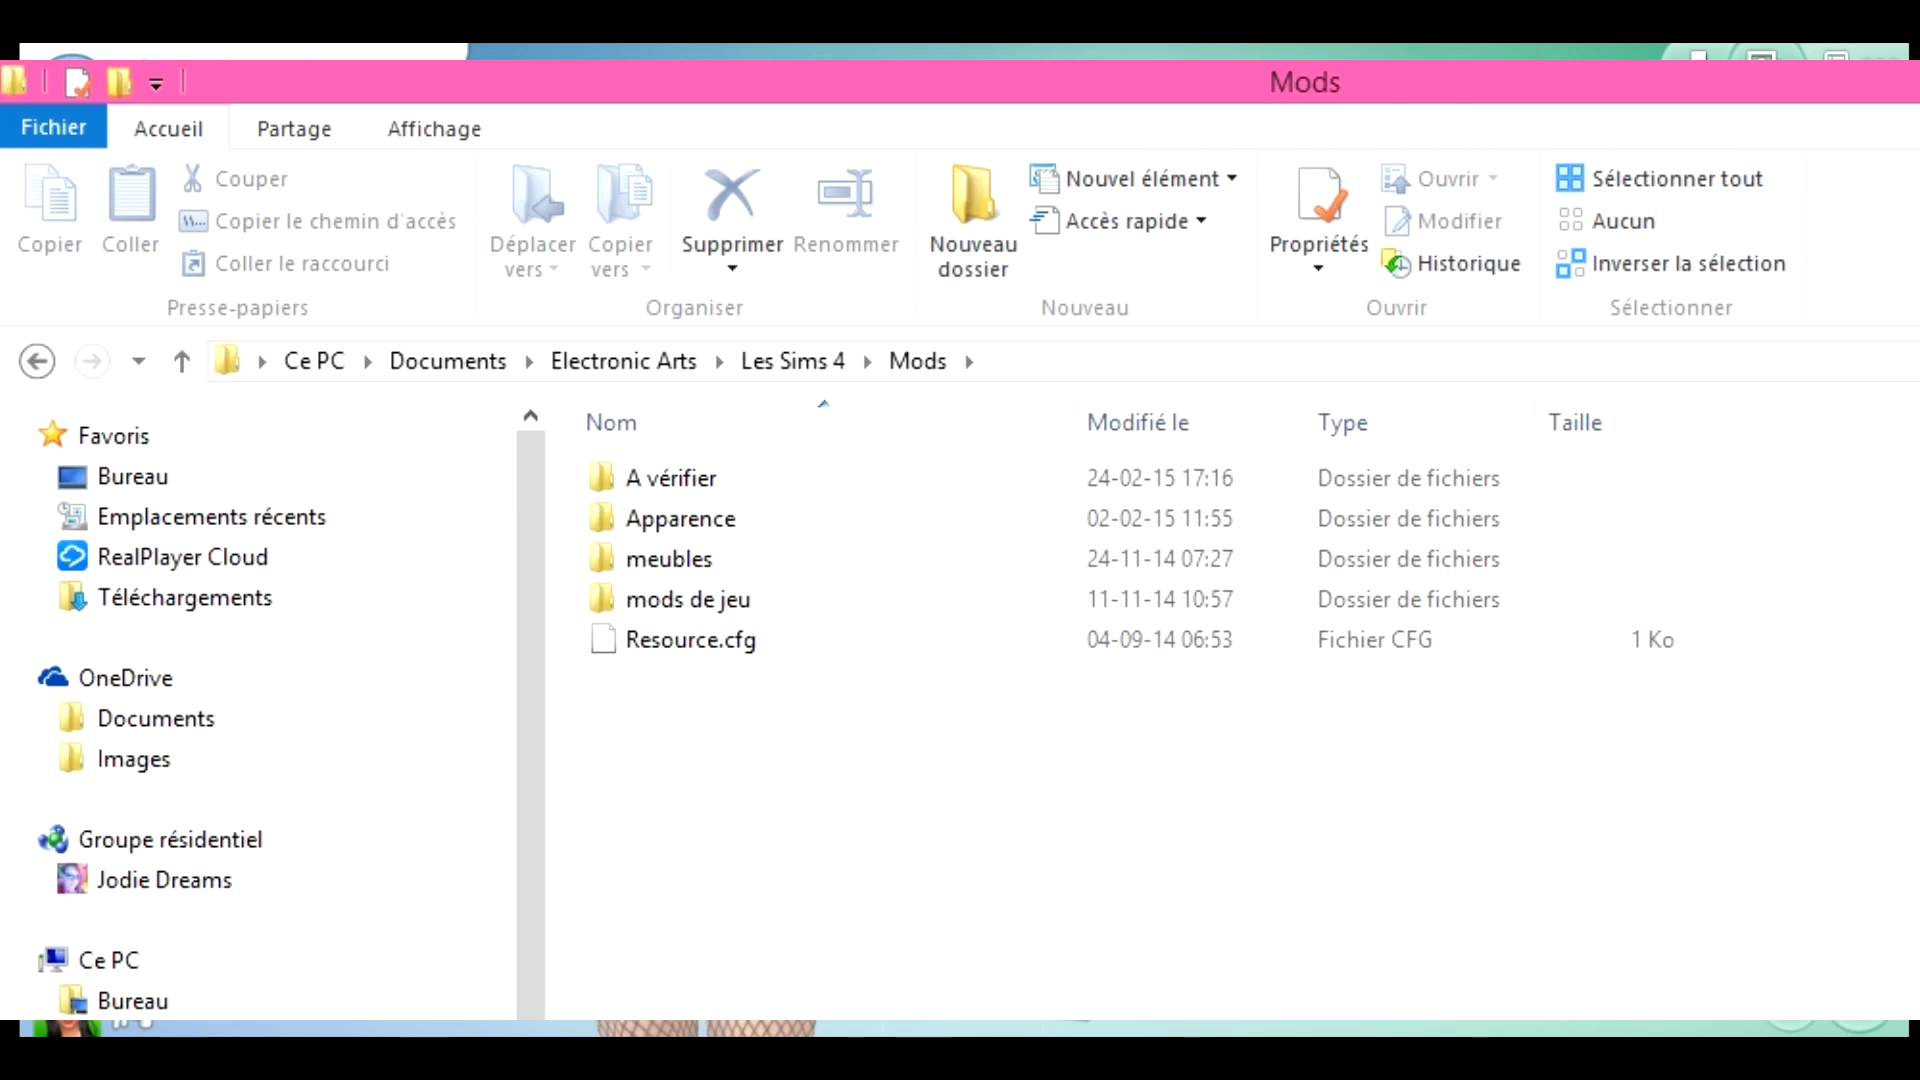 Mods
Fichier Accueil Partage Affichage
Copier
Coller
Couper
Copier le chemin d'accès
Coller le raccourci
Presse-papiers
Déplacer vers
Copier vers
Supprimer
Renommer
Organiser
Nouveau dossier
Nouvel élément
Accès rapide
Nouveau
Propriétés
Ouvrir
Modifier
Historique
Ouvrir
Sélectionner tout
Aucun
Inverser la sélection
Sélectionner
Ce PC Documents Electronic Arts Les Sims 4 Mods
Favoris
Bureau
Emplacements récents
RealPlayer Cloud
Téléchargements
OneDrive
Documents
Images
Groupe résidentiel
Jodie Dreams
Ce PC
Bureau
Nom Modifié le Type Taille
A vérifier 24-02-15 17:16 Dossier de fichiers
Apparence 02-02-15 11:55 Dossier de fichiers
meubles 24-11-14 07:27 Dossier de fichiers
mods de jeu 11-11-14 10:57 Dossier de fichiers
Resource.cfg 04-09-14 06:53 Fichier CFG 1 Ko